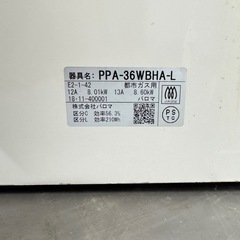 器具名: PPA-36WBHA-L
E2-1-42 都市ガス用
12A 8.01kW 13A 8.60kW
18·11-400001 パロマ
株式会社パロマ
区分C 効率56.3%
区分L 効率210Wh
PS
TG